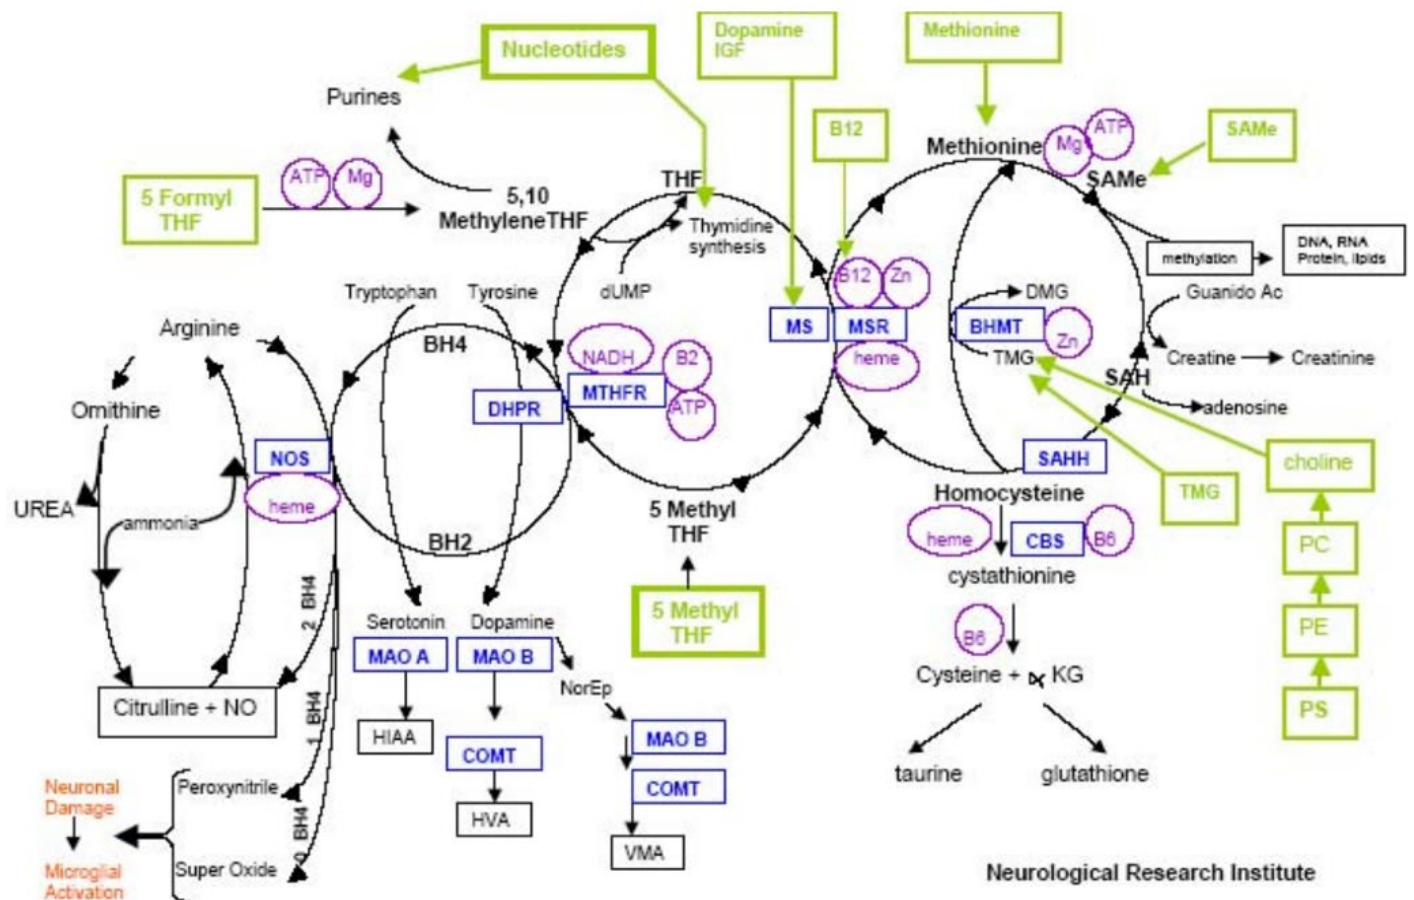 Nucleotides
Dopamine
IGF
Methionine
Purines
B12
SAMe
ATP
Mg
5 Formyl
THF
5,10
MethyleneTHF
THF
Thymidine
synthesis
dUMP
Methionine
Mg
ATP
SAMe
methylation
DNA, RNA
Protein, lipids
Guanido Ac
Creatine
Creatinine
SAH
adenosine
B12
Zn
MS
MSR
heme
BHMT
Zn
DMG
TMG
Tryptophan
Tyrosine
Arginine
BH4
NADH
B2
MTHFR
ATP
DHPR
Ornithine
NOS
heme
UREA
ammonia
BH2
5 Methyl
THF
5 Methyl
THF
SAHH
Homocysteine
heme
CBS
B6
cystathionine
B6
Cysteine + ∝ KG
taurine
glutathione
choline
TMG
PC
PE
PS
2 BH4
1 BH4
0 BH4
Citrulline + NO
Serotonin
MAO A
HIAA
Dopamine
MAO B
COMT
HVA
NorEp
MAO B
COMT
VMA
Peroxynitrile
Super Oxide
Neuronal
Damage
Microglial
Activation
Neurological Research Institute